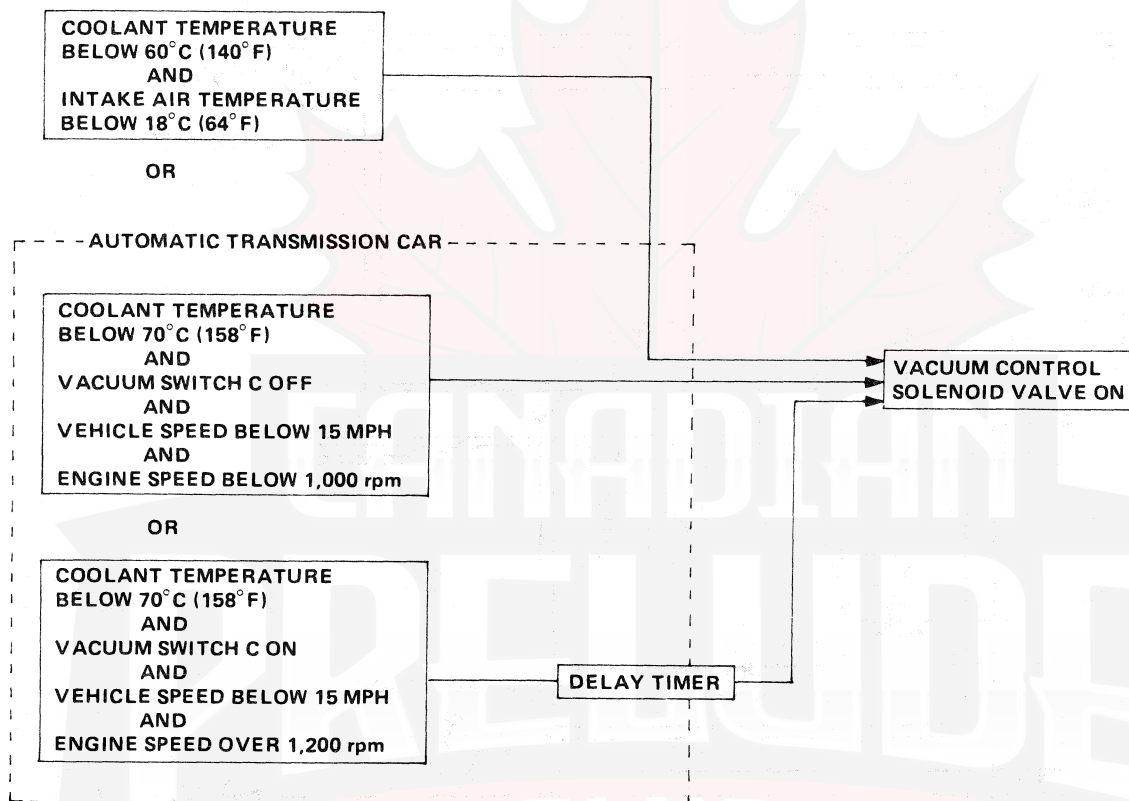 COOLANT TEMPERATURE
BELOW 60°C (140°F)
AND
INTAKE AIR TEMPERATURE
BELOW 18°C (64°F)
OR
AUTOMATIC TRANSMISSION CAR
COOLANT TEMPERATURE
BELOW 70°C (158°F)
AND
VACUUM SWITCH C OFF
AND
VEHICLE SPEED BELOW 15 MPH
AND
ENGINE SPEED BELOW 1,000 rpm
OR
COOLANT TEMPERATURE
BELOW 70°C (158°F)
AND
VACUUM SWITCH C ON
AND
VEHICLE SPEED BELOW 15 MPH
AND
ENGINE SPEED OVER 1,200 rpm
DELAY TIMER
VACUUM CONTROL
SOLENOID VALVE ON
CANADIAN
PRELUDE